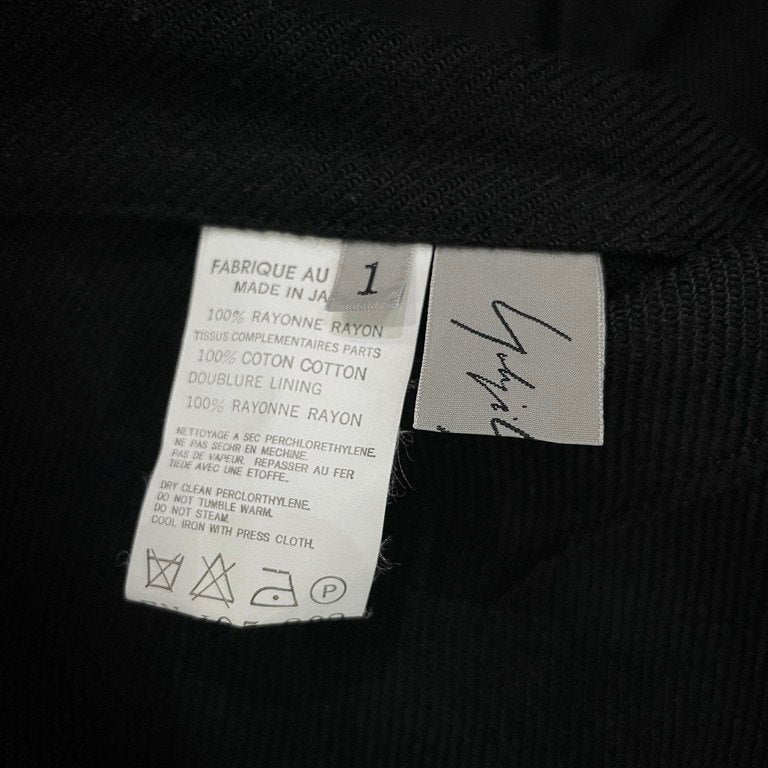 FABRIQUE AU
MADE IN JA
1
100% RAYONNE RAYON
TISSUS COMPLEMENTAIRES PARTS
100% COTON COTTON
DOUBLURE LINING
100% RAYONNE RAYON
NETTOYAGE A SEC PERCHLORETHYLENE.
NE PAS SECHR EN MECHINE.
PAS DE VAPEUR. REPASSER AU FER
TIEDE AVEC UNE ETOFFE.
DRY CLEAN PERCLORTHYLENE.
DO NOT TUMBLE WARM.
DO NOT STEAM.
COOL IRON WITH PRESS CLOTH.
P
Yohji